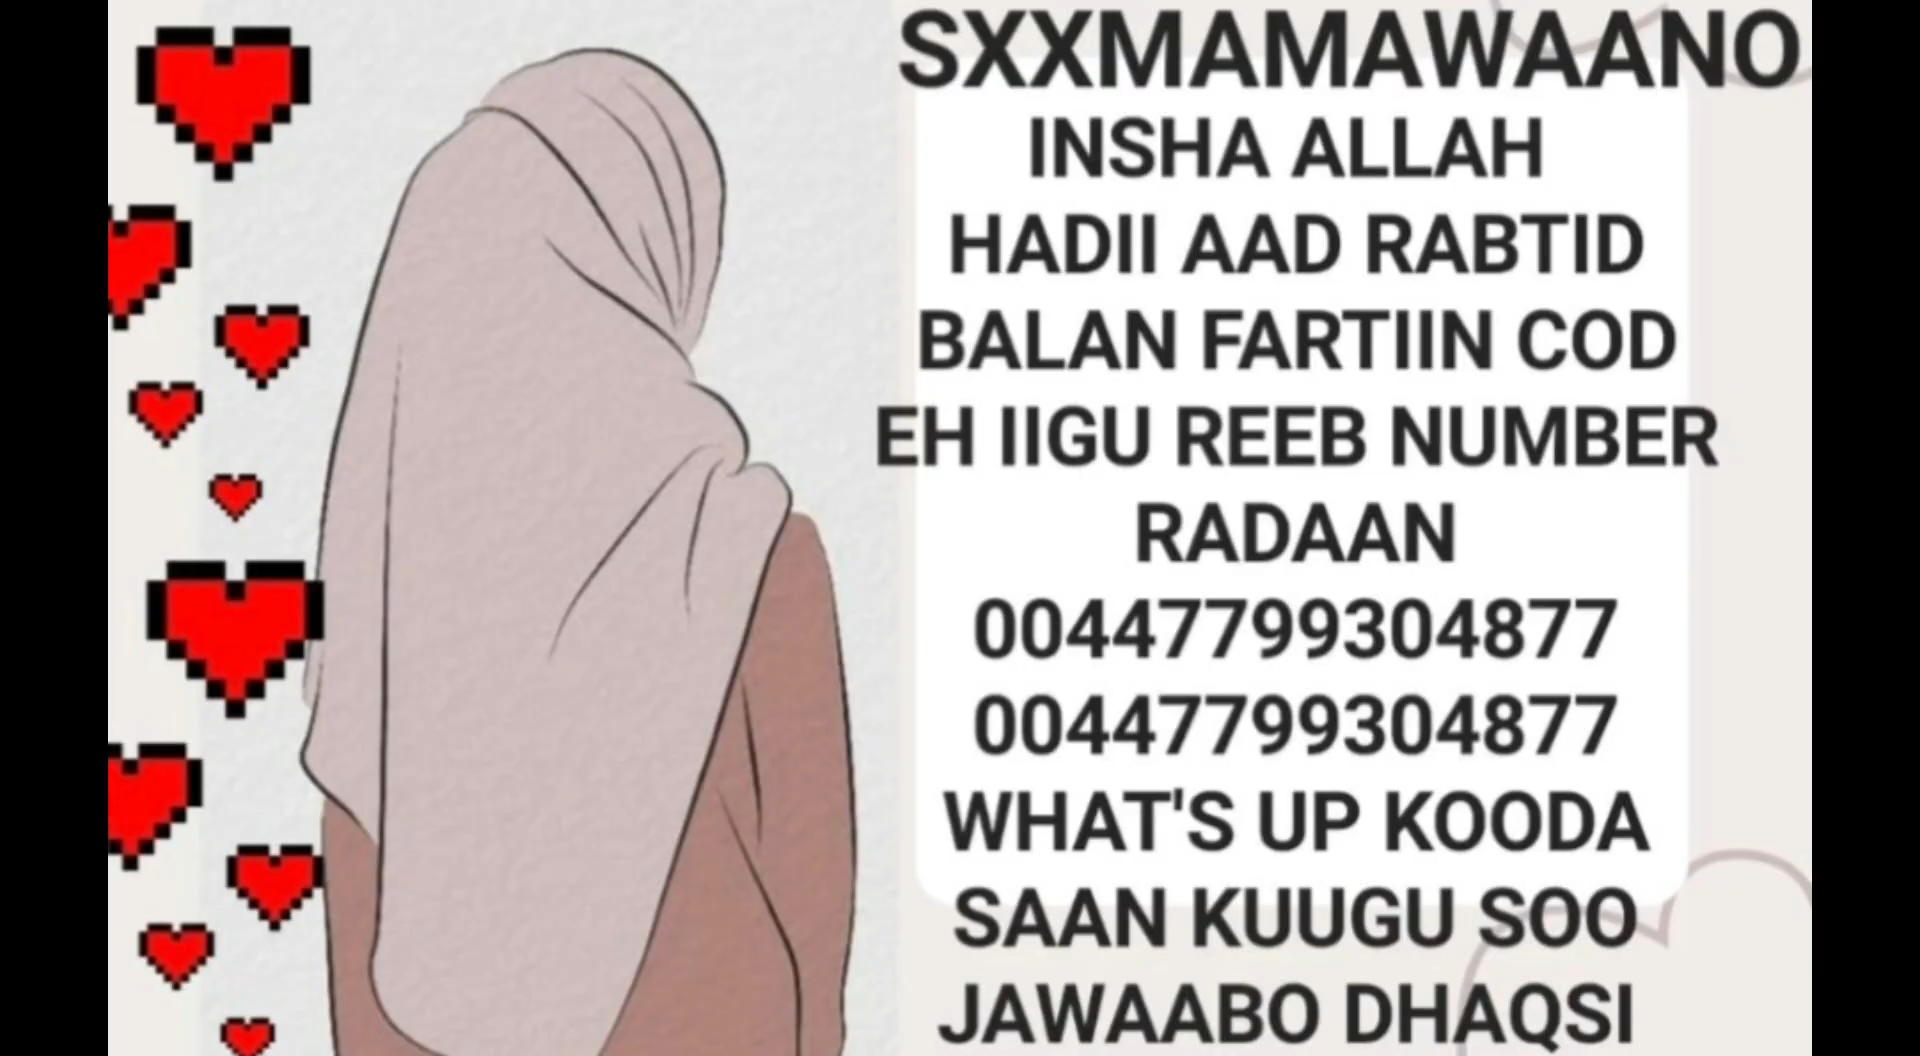 SXXMAMAWAANO
INSHA ALLAH
HADII AAD RABTID
BALAN FARTIIN COD
EH IIGU REEB NUMBER
RADAAN
00447799304877
00447799304877
WHAT'S UP KOODA
SAAN KUUGU SOO
JAWAABO DHAQSI